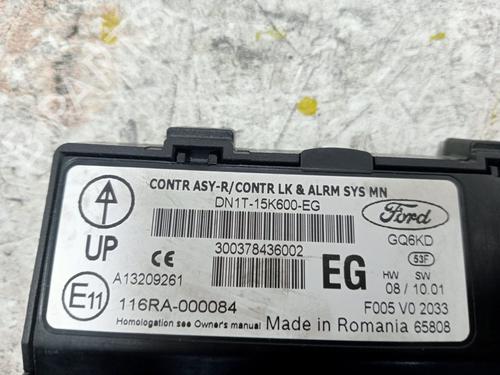 CONTR ASY-R/CONTR LK & ALRM SYS MN
DN1T-15K600-EG
Ford
UP
300378436002
GQ6KD
CE
EG
53F
A13209261
HW SW
08 / 10.01
E11
116RA-000084
F005 V0 2033
Homologation see Owner's manual
Made in Romania
65808